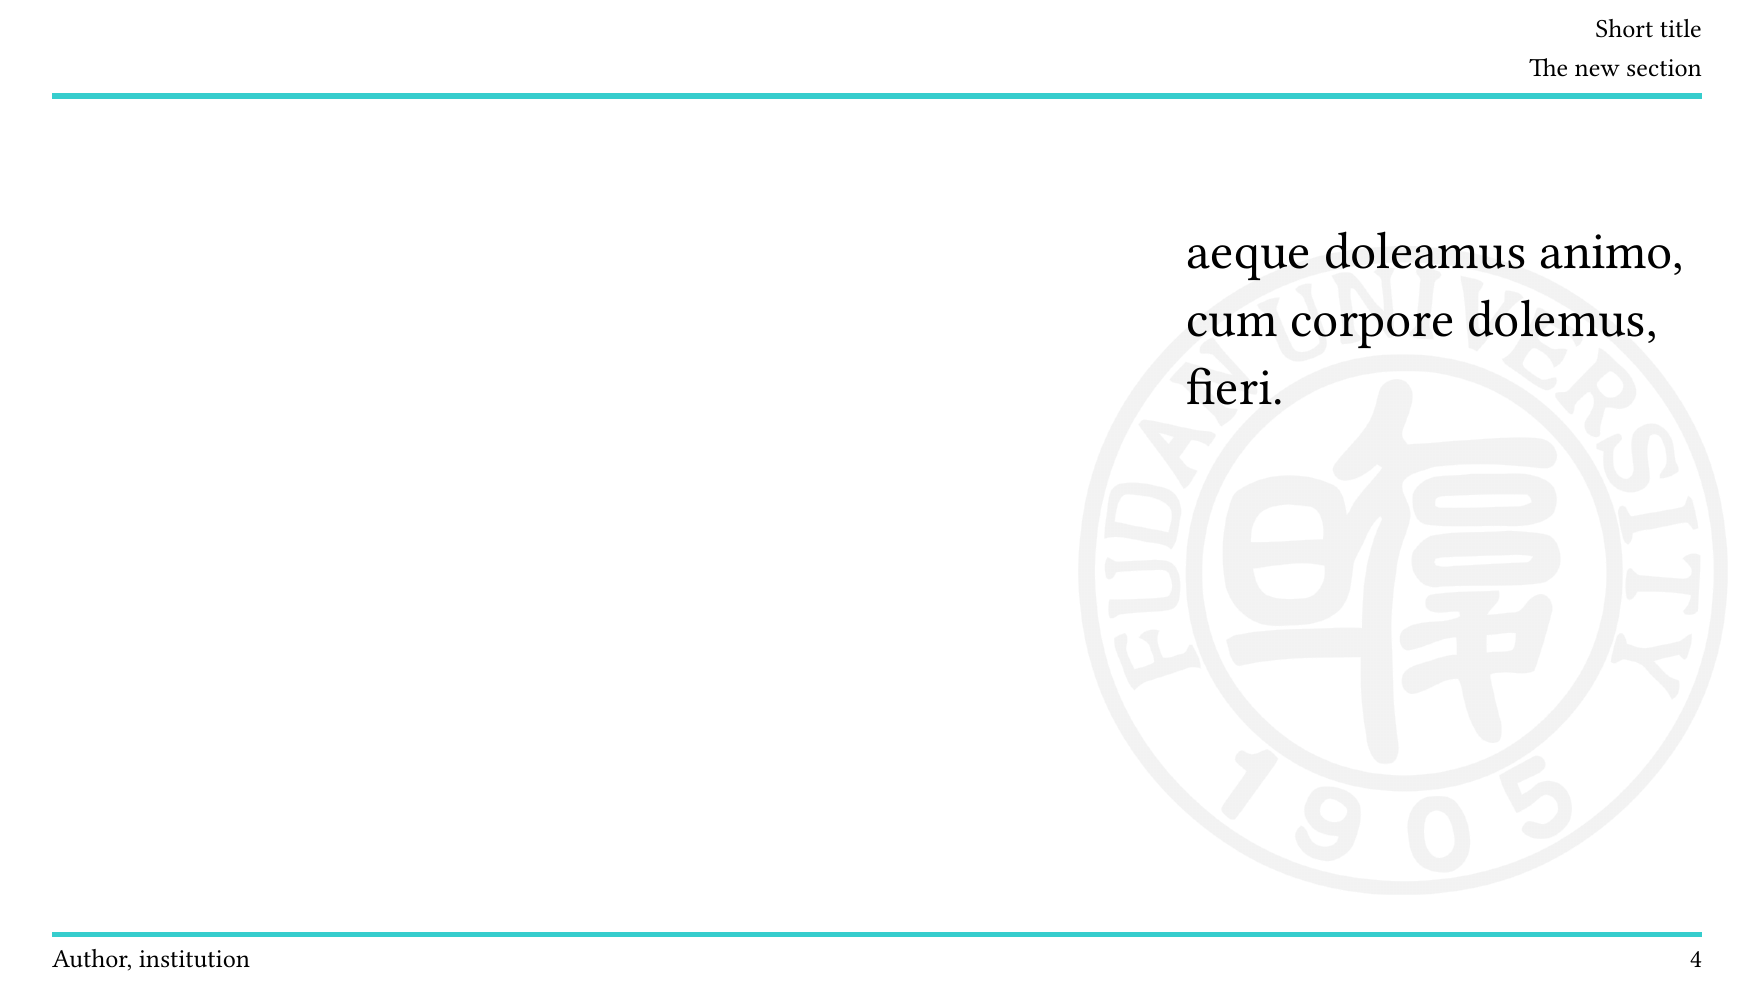 Short title
The new section
aeque doleamus animo,
cum corpore dolemus,
fieri.
FUDAN UNIVERSITY
1905
Author, institution
4